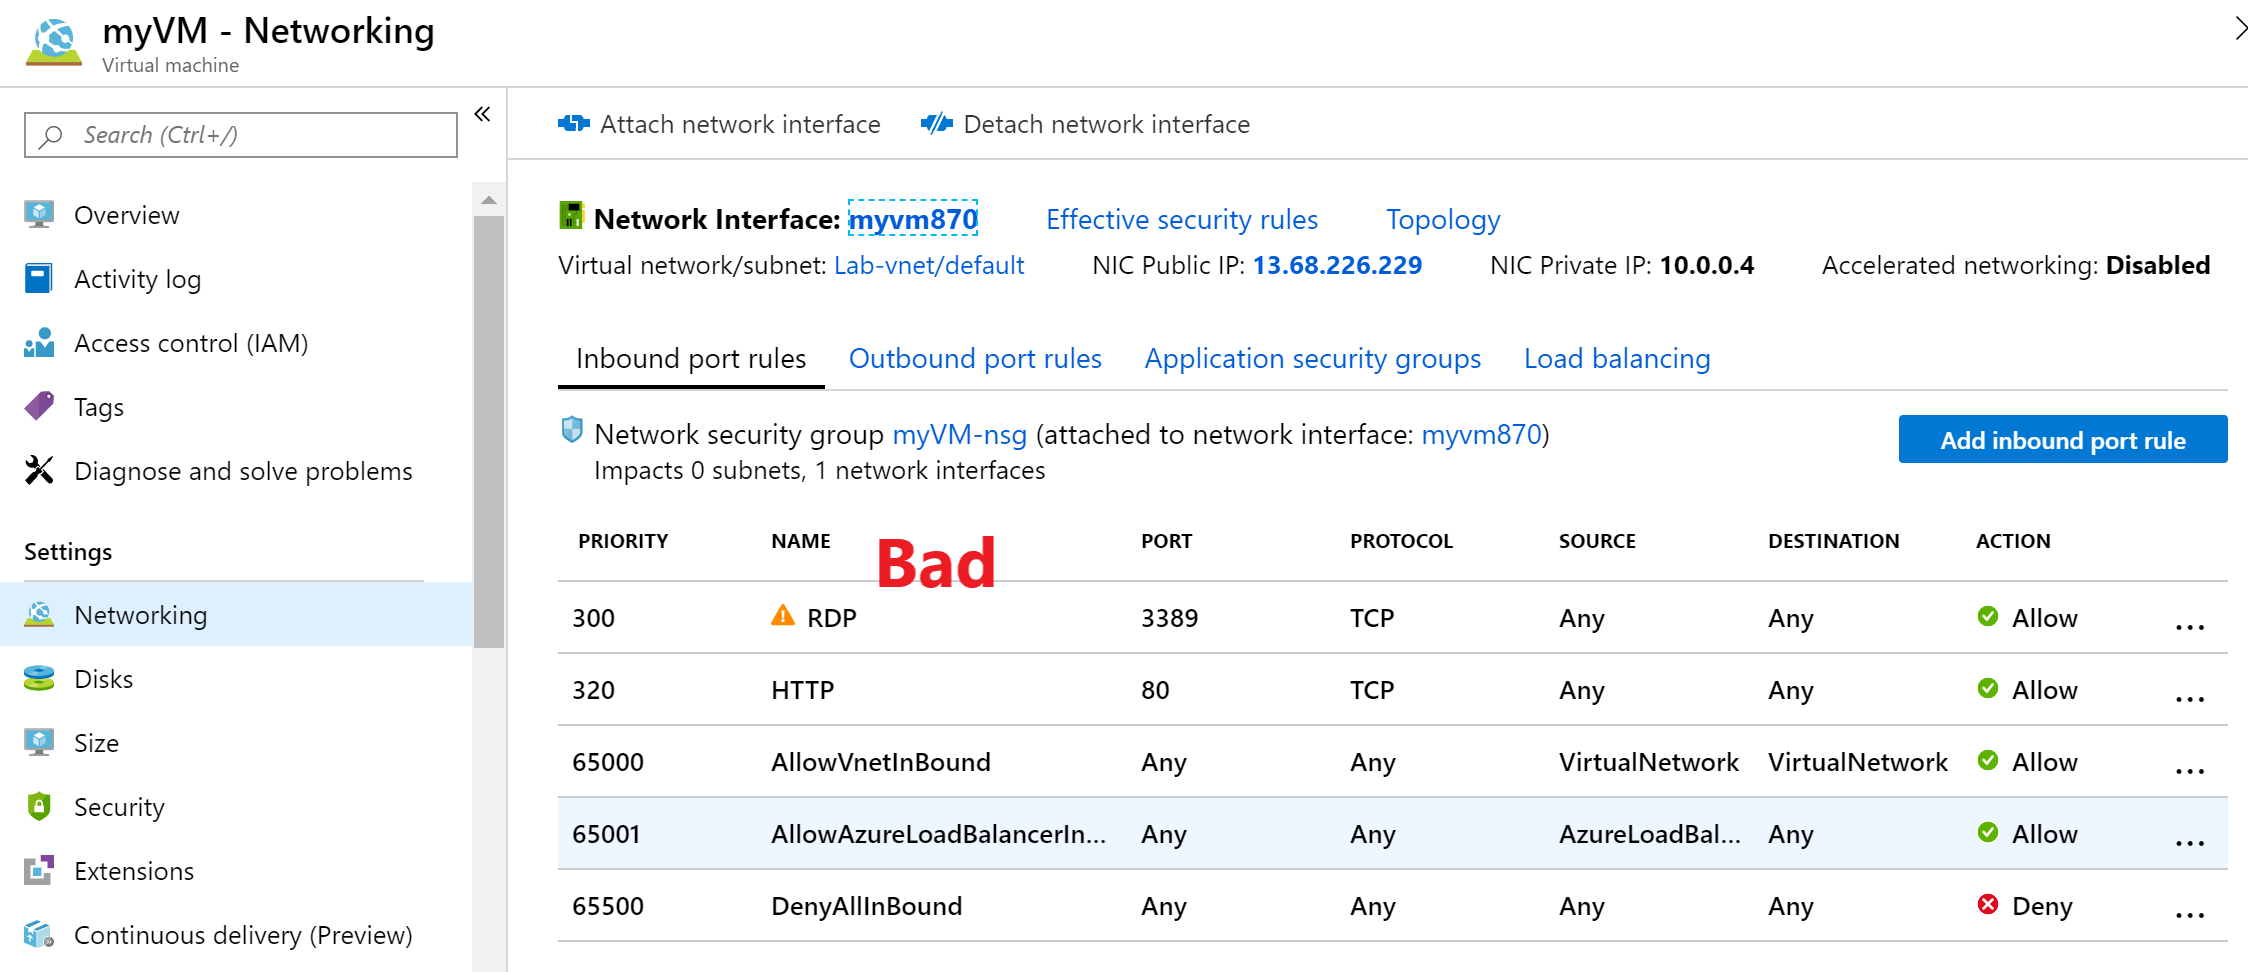 myVM - Networking
Virtual machine
Search (Ctrl+/)
Overview
Activity log
Access control (IAM)
Tags
Diagnose and solve problems
Settings
Networking
Disks
Size
Security
Extensions
Continuous delivery (Preview)
Attach network interface Detach network interface
Network Interface: myvm870 Effective security rules Topology
Virtual network/subnet: Lab-vnet/default NIC Public IP: 13.68.226.229 NIC Private IP: 10.0.0.4 Accelerated networking: Disabled
Inbound port rules Outbound port rules Application security groups Load balancing
Network security group myVM-nsg (attached to network interface: myvm870)
Impacts 0 subnets, 1 network interfaces
Add inbound port rule
PRIORITY NAME PORT PROTOCOL SOURCE DESTINATION ACTION
Bad
300 RDP 3389 TCP Any Any Allow ...
320 HTTP 80 TCP Any Any Allow ...
65000 AllowVnetInBound Any Any VirtualNetwork VirtualNetwork Allow ...
65001 AllowAzureLoadBalancerIn... Any Any AzureLoadBal... Any Allow ...
65500 DenyAllInBound Any Any Any Any Deny ...